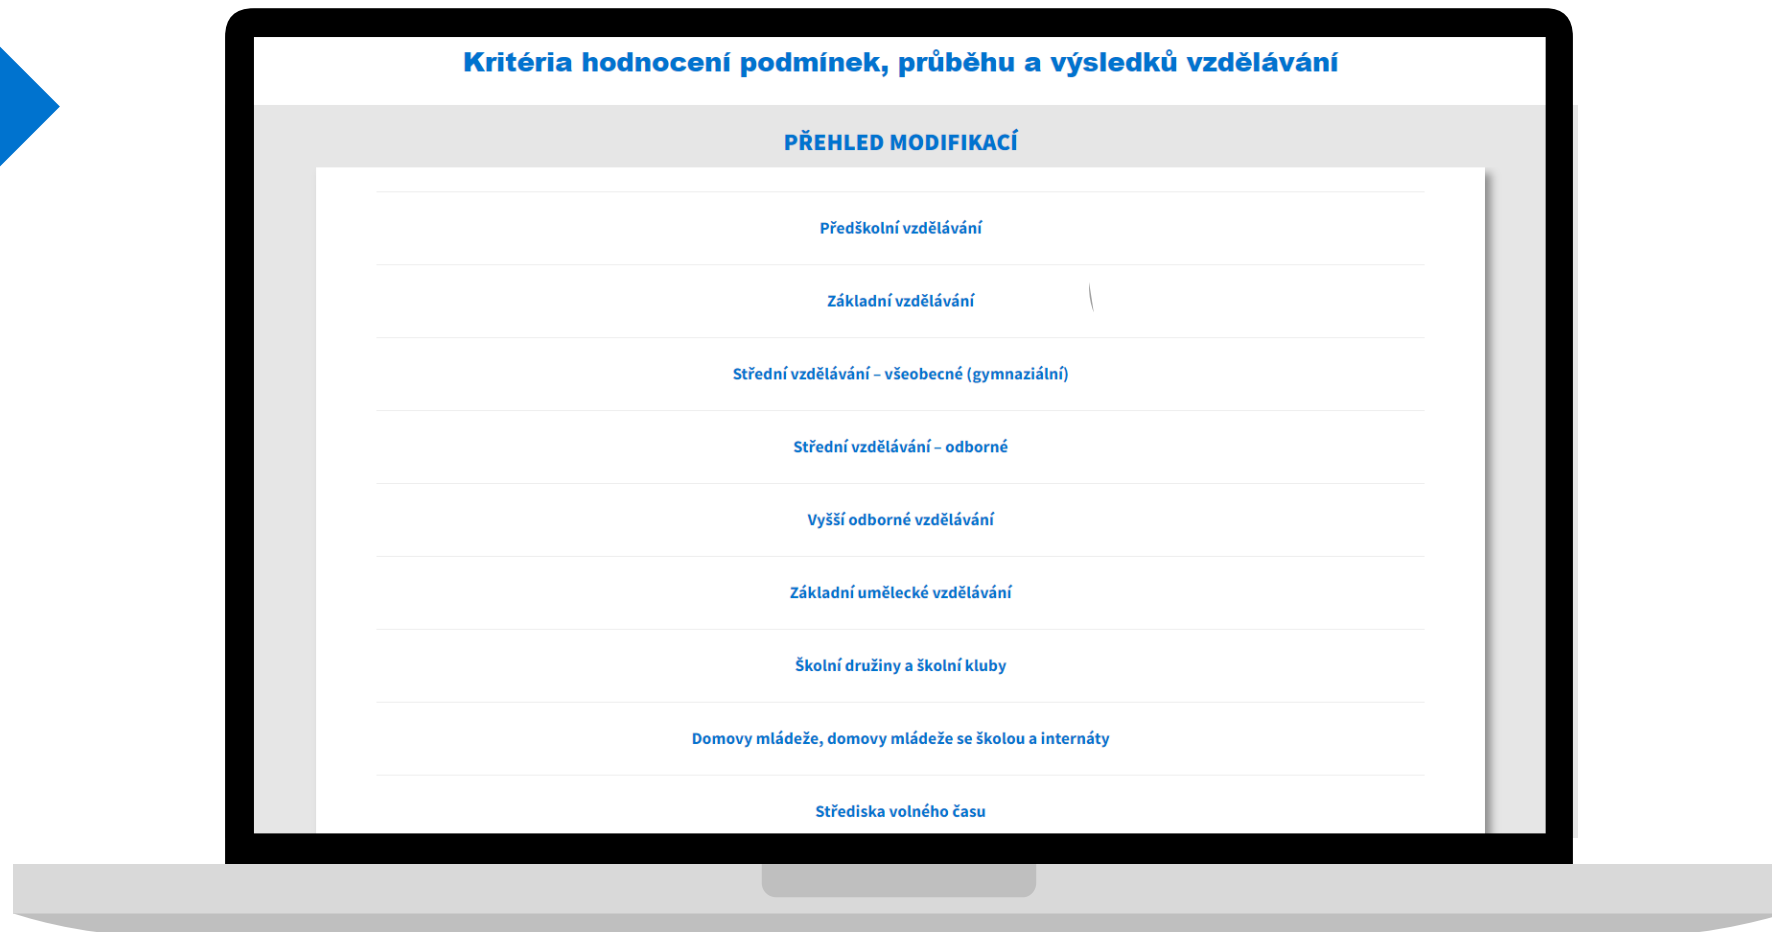 Kritéria hodnocení podmínek, průběhu a výsledků vzdělávání
PŘEHLED MODIFIKACÍ
Předškolní vzdělávání
Základní vzdělávání
Střední vzdělávání – všeobecné (gymnaziální)
Střední vzdělávání – odborné
Vyšší odborné vzdělávání
Základní umělecké vzdělávání
Školní družiny a školní kluby
Domovy mládeže, domovy mládeže se školou a internáty
Střediska volného času